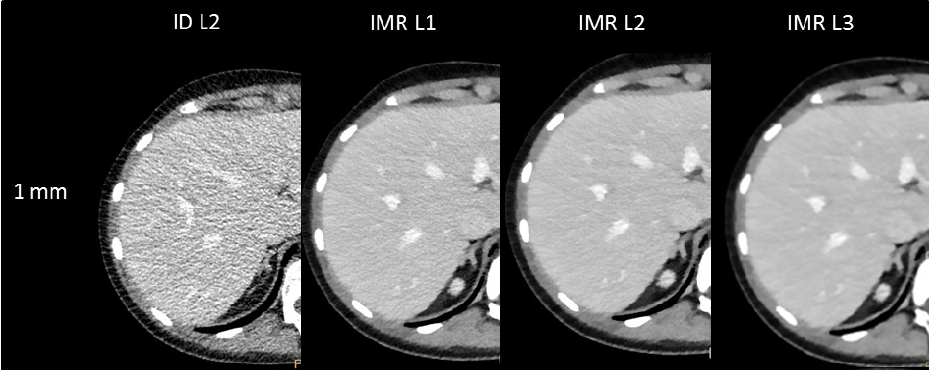 ID L2
IMR L1
IMR L2
IMR L3
1 mm
F